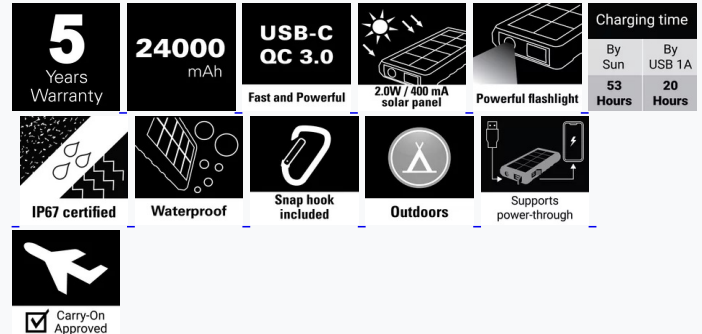 5
Years
Warranty
24000
mAh
USB-C
QC 3.0
Fast and Powerful
2.0W / 400 mA
solar panel
Powerful flashlight
Charging time
By
Sun
By
USB 1A
53
Hours
20
Hours
IP67 certified
Waterproof
Snap hook
included
Outdoors
Supports
power-through
Carry-On
Approved